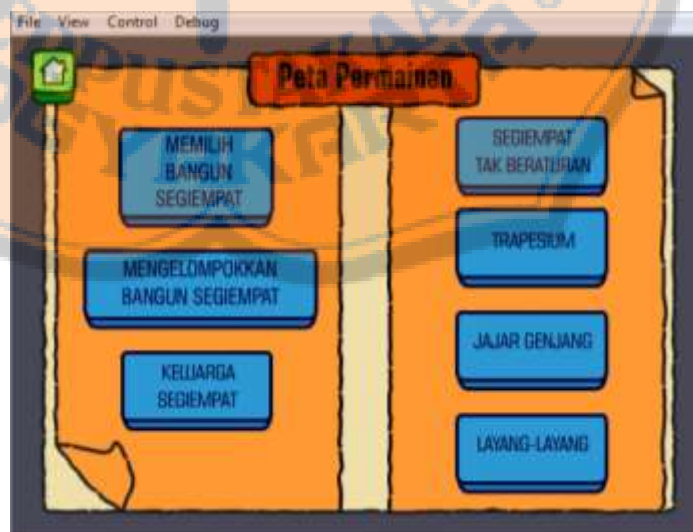 File View Control Debug
Peta Permainan
MEMILIH
BANGUN
SEGIEMPAT
MENGELOMPOKKAN
BANGUN SEGIEMPAT
KELUARGA
SEGIEMPAT
SEGIEMPAT
TAK BERATURAN
TRAPESIUM
JAJAR GENJANG
LAYANG-LAYANG